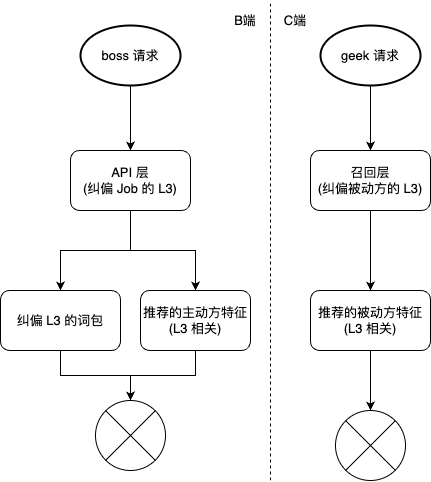 B端
C端
boss 请求
geek 请求
API 层
(纠偏 Job 的 L3)
召回层
(纠偏被动方的 L3)
纠偏 L3 的词包
推荐的主动方特征
(L3 相关)
推荐的被动方特征
(L3 相关)